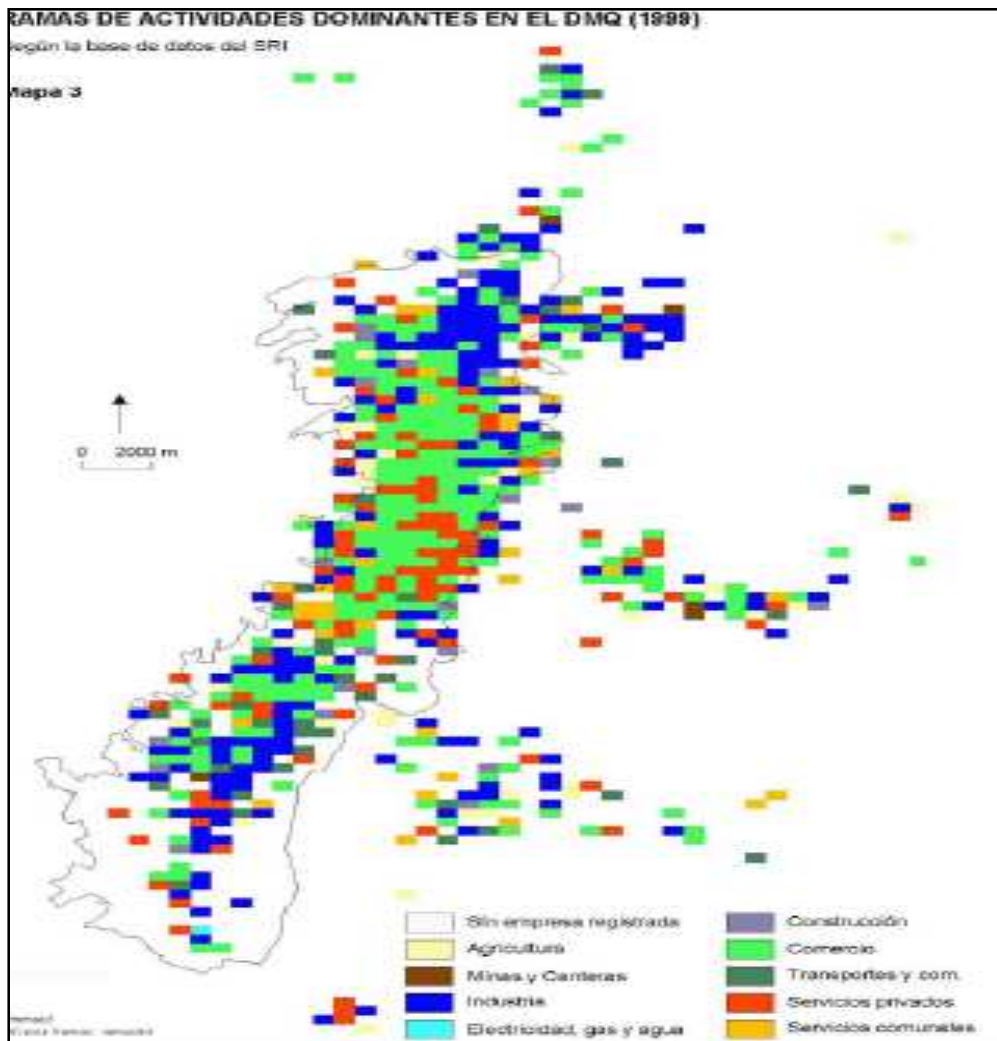 RAMAS DE ACTIVIDADES DOMINANTES EN EL DMQ (1999)
según la base de datos del SRI
Mapa 3
0 2000 m
Sin empresa registrada
Agricultura
Minas y Canteras
Industria
Electricidad, gas y agua
Construcción
Comercio
Transportes y com.
Servicios privados
Servicios comunales